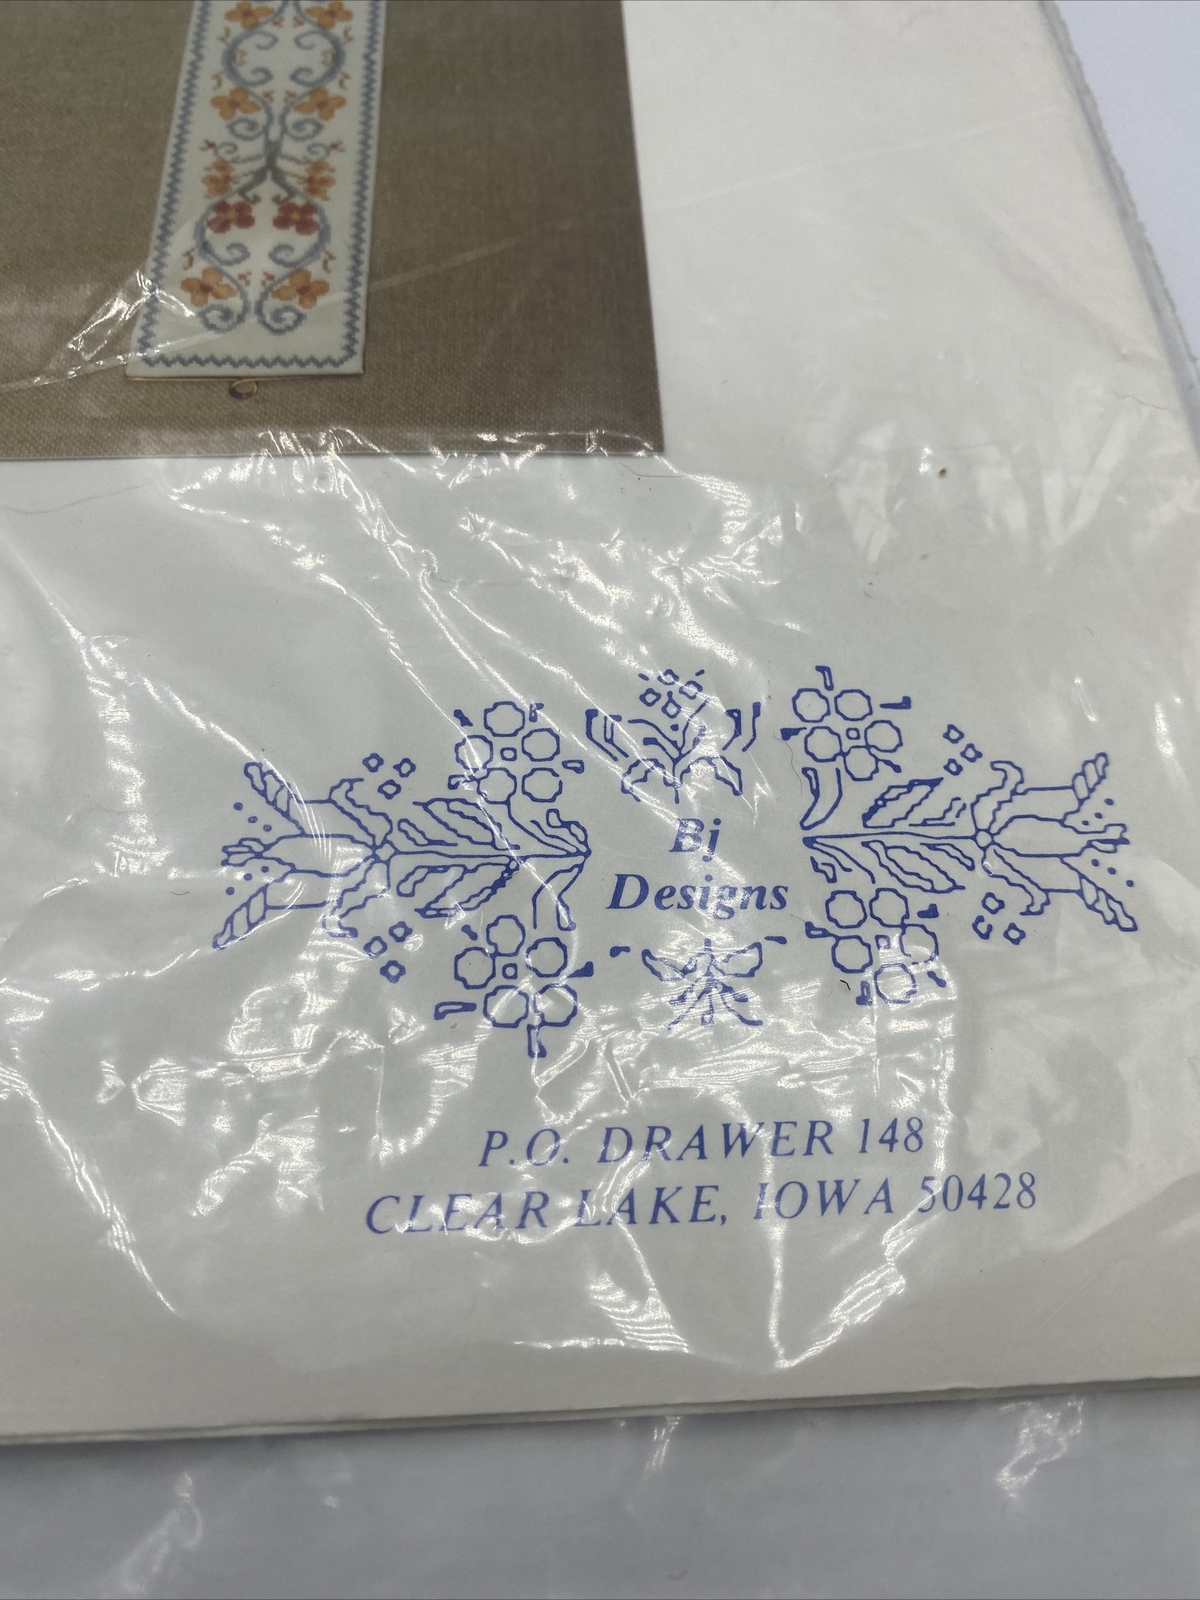 Bj
Designs
P.O. DRAWER 148
CLEAR LAKE, IOWA 50428